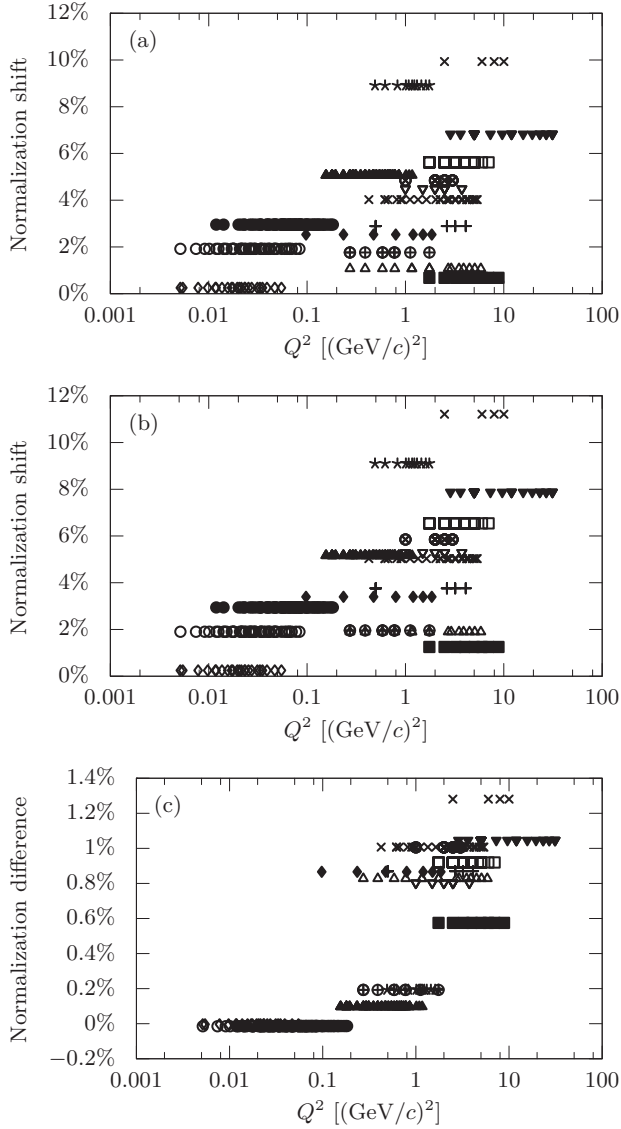 12%
10%
8%
6%
4%
2%
0%
Normalization shift
(a)
0.001 0.01 0.1 1 10 100
Q² [(GeV/c)²]
12%
10%
8%
6%
4%
2%
0%
Normalization shift
(b)
0.001 0.01 0.1 1 10 100
Q² [(GeV/c)²]
1.4%
1.2%
1%
0.8%
0.6%
0.4%
0.2%
0%
−0.2%
Normalization difference
(c)
0.001 0.01 0.1 1 10 100
Q² [(GeV/c)²]